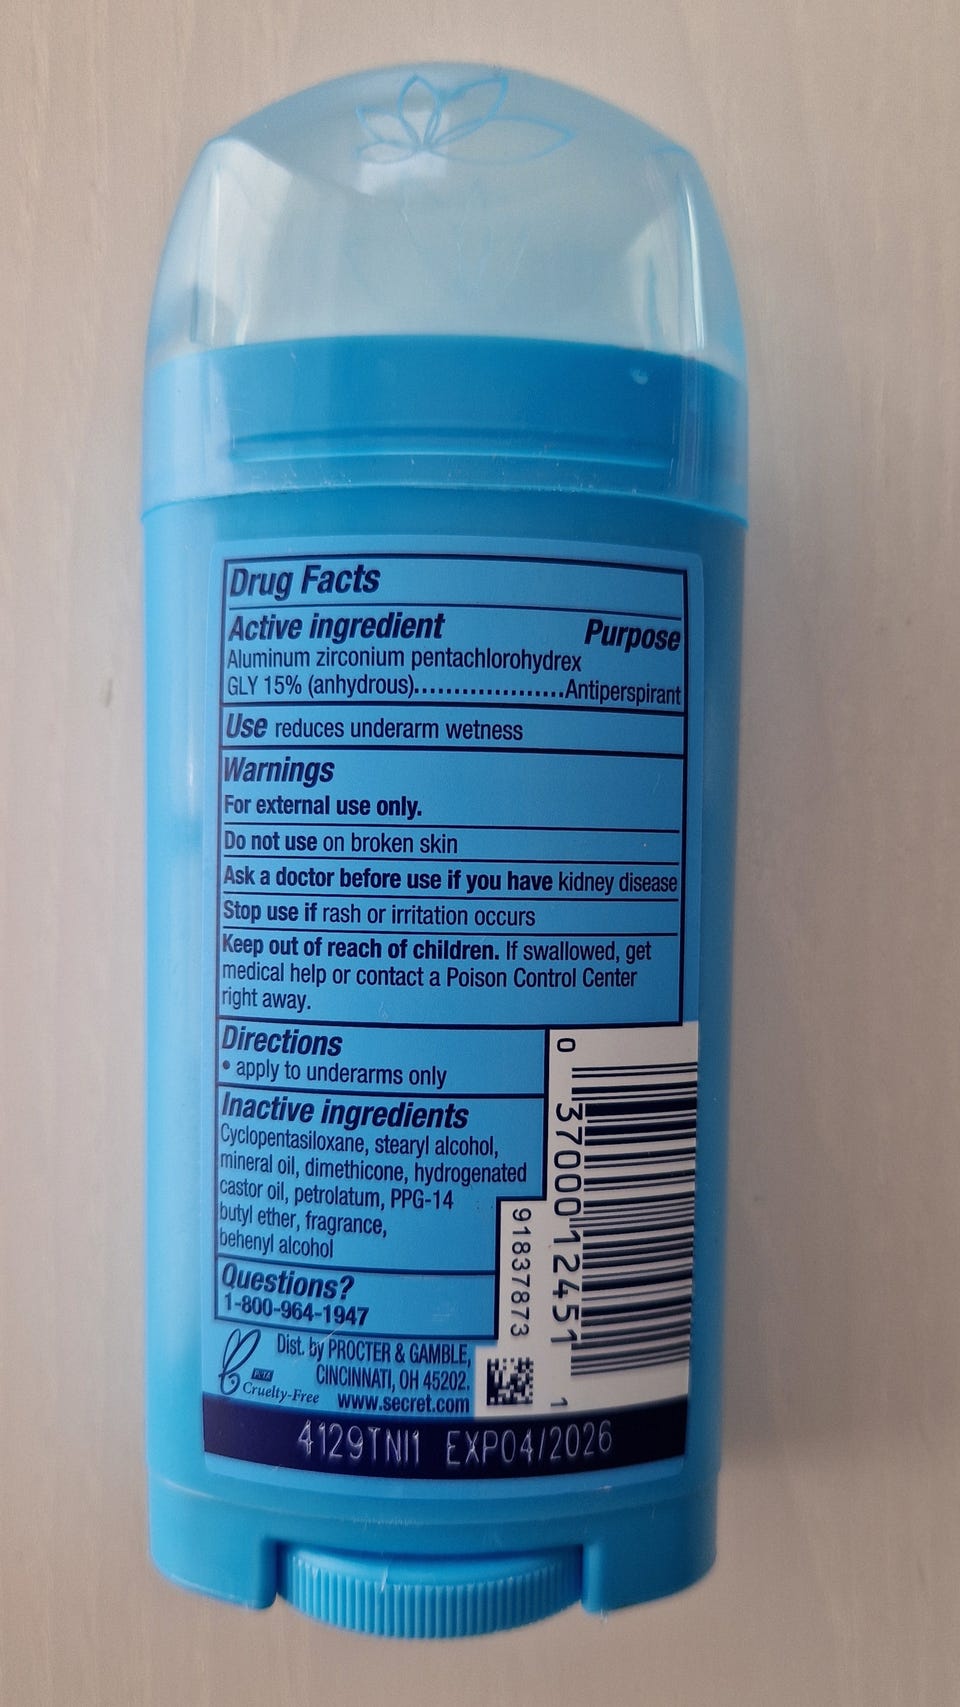 Drug Facts
Active ingredient Purpose
Aluminum zirconium pentachlorohydrex
GLY 15% (anhydrous)....................Antiperspirant
Use reduces underarm wetness
Warnings
For external use only.
Do not use on broken skin
Ask a doctor before use if you have kidney disease
Stop use if rash or irritation occurs
Keep out of reach of children. If swallowed, get
medical help or contact a Poison Control Center
right away.
Directions
• apply to underarms only
Inactive ingredients
Cyclopentasiloxane, stearyl alcohol,
mineral oil, dimethicone, hydrogenated
castor oil, petrolatum, PPG-14
butyl ether, fragrance,
behenyl alcohol
Questions?
1-800-964-1947
0 37000 12451 1
91837873
PETA
Cruelty-Free
Dist. by PROCTER & GAMBLE,
CINCINNATI, OH 45202.
www.secret.com
4129TNI1 EXP04/2026